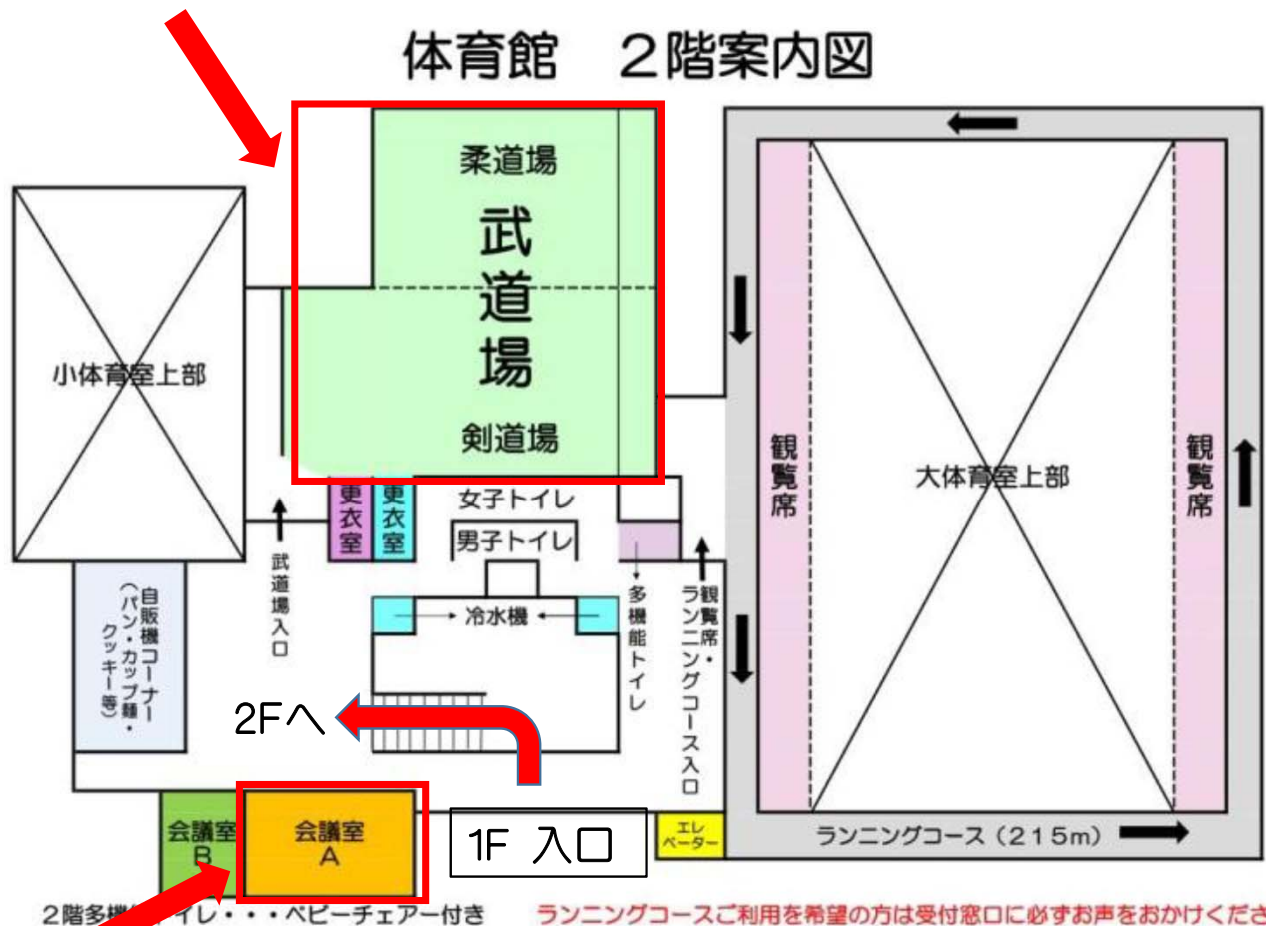 体育館 2階案内図
柔道場
武道場
剣道場
小体育室上部
観覧席
大体育室上部
観覧席
更衣室
更衣室
女子トイレ
男子トイレ
武道場入口
冷水機
多機能トイレ
観覧席・
ランニングコース入口
自販機コーナー
(パン・カップ麺・
クッキー等)
2Fへ
会議室
B
会議室
A
1F 入口
エレ
ベーター
ランニングコース(215m)
2階多機 イレ・・・ベビーチェアー付き
ランニングコースご利用を希望の方は受付窓口に必ずお声をおかけくださ